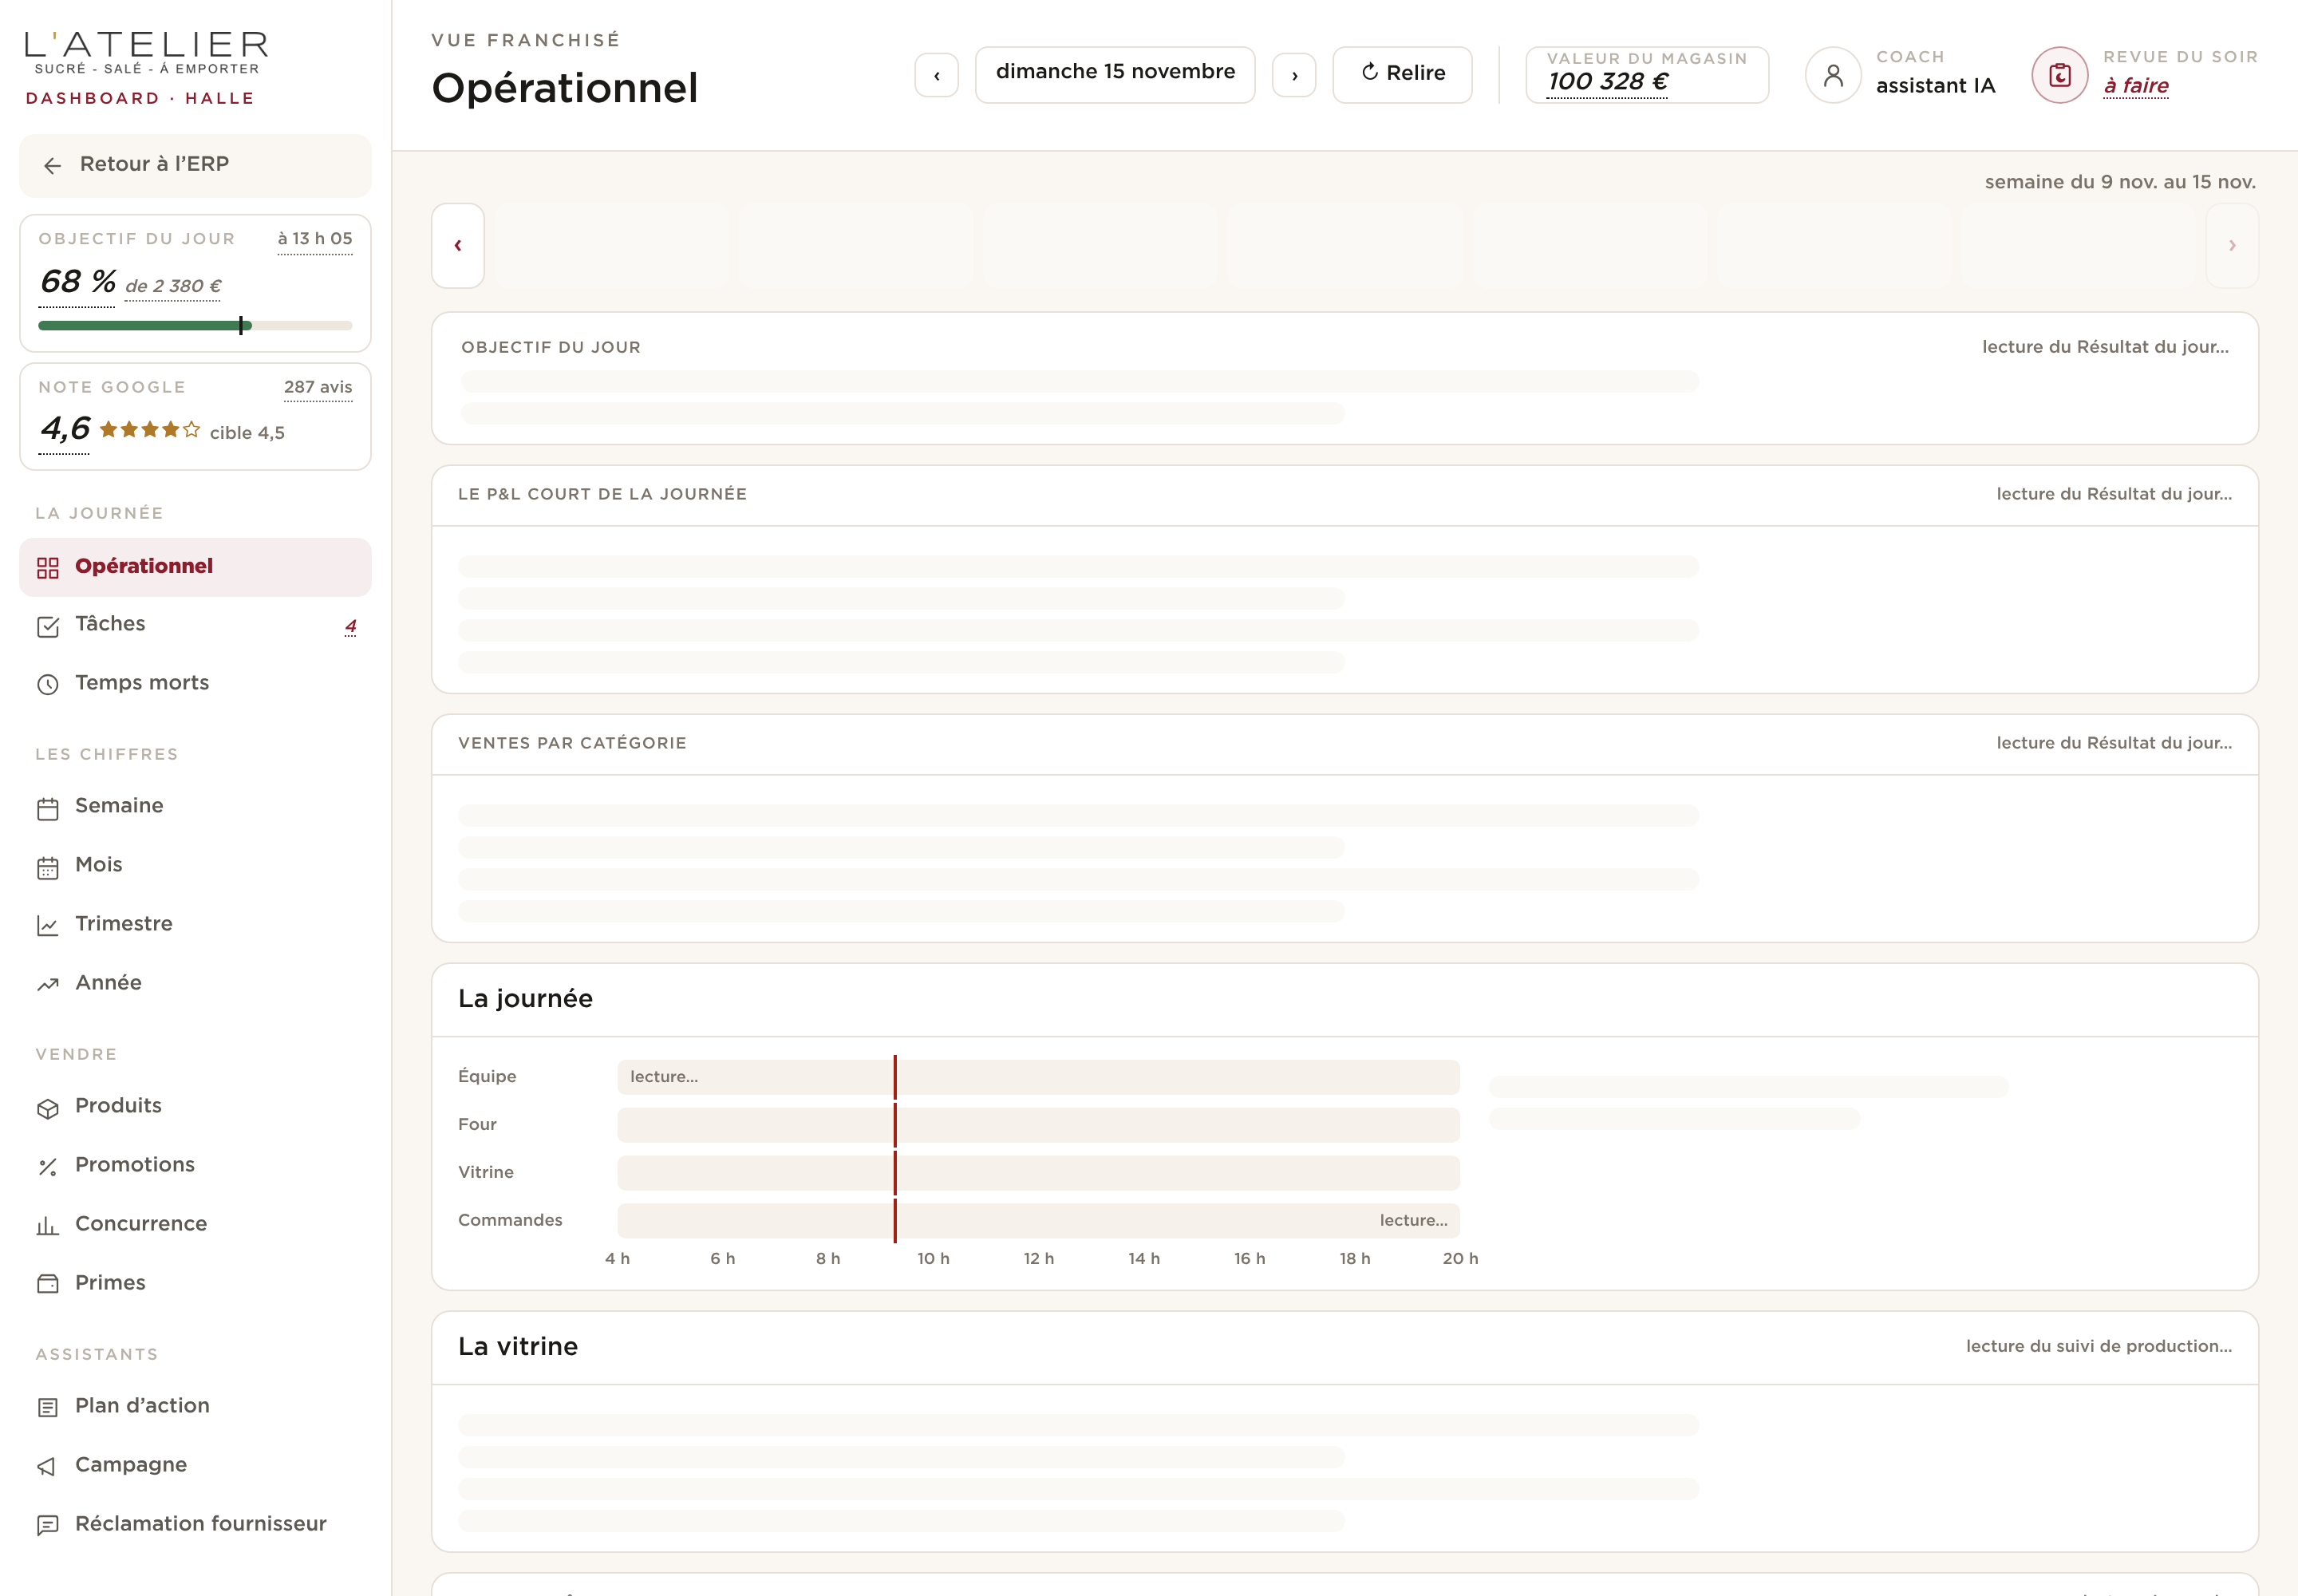 L'ATELIER
SUCRÉ - SALÉ - À EMPORTER
DASHBOARD · HALLE
Retour à l’ERP
OBJECTIF DU JOUR
à 13 h 05
68 % de 2 380 €
NOTE GOOGLE
287 avis
4,6 cible 4,5
LA JOURNÉE
Opérationnel
Tâches
4
Temps morts
LES CHIFFRES
Semaine
Mois
Trimestre
Année
VENDRE
Produits
Promotions
Concurrence
Primes
ASSISTANTS
Plan d’action
Campagne
Réclamation fournisseur
VUE FRANCHISÉ
Opérationnel
‹
dimanche 15 novembre
›
Relire
VALEUR DU MAGASIN
100 328 €
COACH
assistant IA
REVUE DU SOIR
à faire
semaine du 9 nov. au 15 nov.
‹
›
OBJECTIF DU JOUR
lecture du Résultat du jour...
LE P&L COURT DE LA JOURNÉE
lecture du Résultat du jour...
VENTES PAR CATÉGORIE
lecture du Résultat du jour...
La journée
Équipe
lecture...
Four
Vitrine
Commandes
lecture...
4 h 6 h 8 h 10 h 12 h 14 h 16 h 18 h 20 h
La vitrine
lecture du suivi de production...